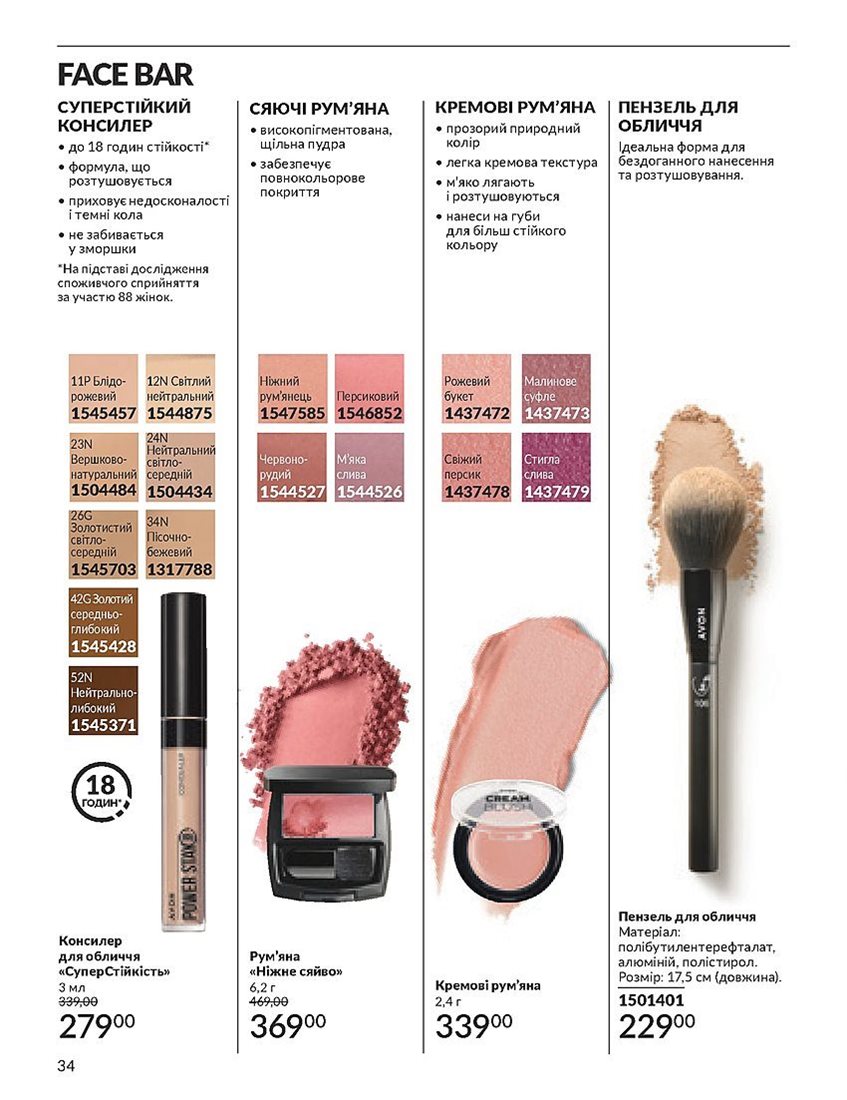 FACE BAR
СУПЕРСТІЙКИЙ
КОНСИЛЕР
• до 18 годин стійкості*
• формула, що
розтушовується
• приховує недосконалості
і темні кола
• не забивається
у зморшки
*На підставі дослідження
споживчого сприйняття
за участю 88 жінок.
11P Блідо-
рожевий
1545457
12N Світлий
нейтральний
1544875
23N
Вершково-
натуральний
1504484
24N
Нейтральний
світло-
середній
1504434
26G
Золотистий
світло-
середній
1545703
34N
Пісочно-
бежевий
1317788
42G Золотий
середньо-
глибокий
1545428
52N
Нейтрально-
либокий
1545371
18
ГОДИН*
CONCEALER
POWER STAY
AVON
Консилер
для обличчя
«СуперСтійкість»
3 мл
339,00
27900
СЯЮЧІ РУМ’ЯНА
• високопігментована,
щільна пудра
• забезпечує
повнокольорове
покриття
Ніжний
рум’янець
1547585
Персиковий
1546852
Червоно-
рудий
1544527
М’яка
слива
1544526
Рум’яна
«Ніжне сяйво»
6,2 г
469,00
36900
КРЕМОВІ РУМ’ЯНА
• прозорий природний
колір
• легка кремова текстура
• м’яко лягають
і розтушовуються
• нанеси на губи
для більш стійкого
кольору
Рожевий
букет
1437472
Малинове
суфле
1437473
Свіжий
персик
1437478
Стигла
слива
1437479
CREAM
BLUSH
Кремові рум’яна
2,4 г
33900
ПЕНЗЕЛЬ ДЛЯ
ОБЛИЧЧЯ
Ідеальна форма для
бездоганного нанесення
та розтушовування.
AVON
106
Пензель для обличчя
Матеріал:
полібутилентерефталат,
алюміній, полістирол.
Розмір: 17,5 см (довжина).
1501401
22900
34